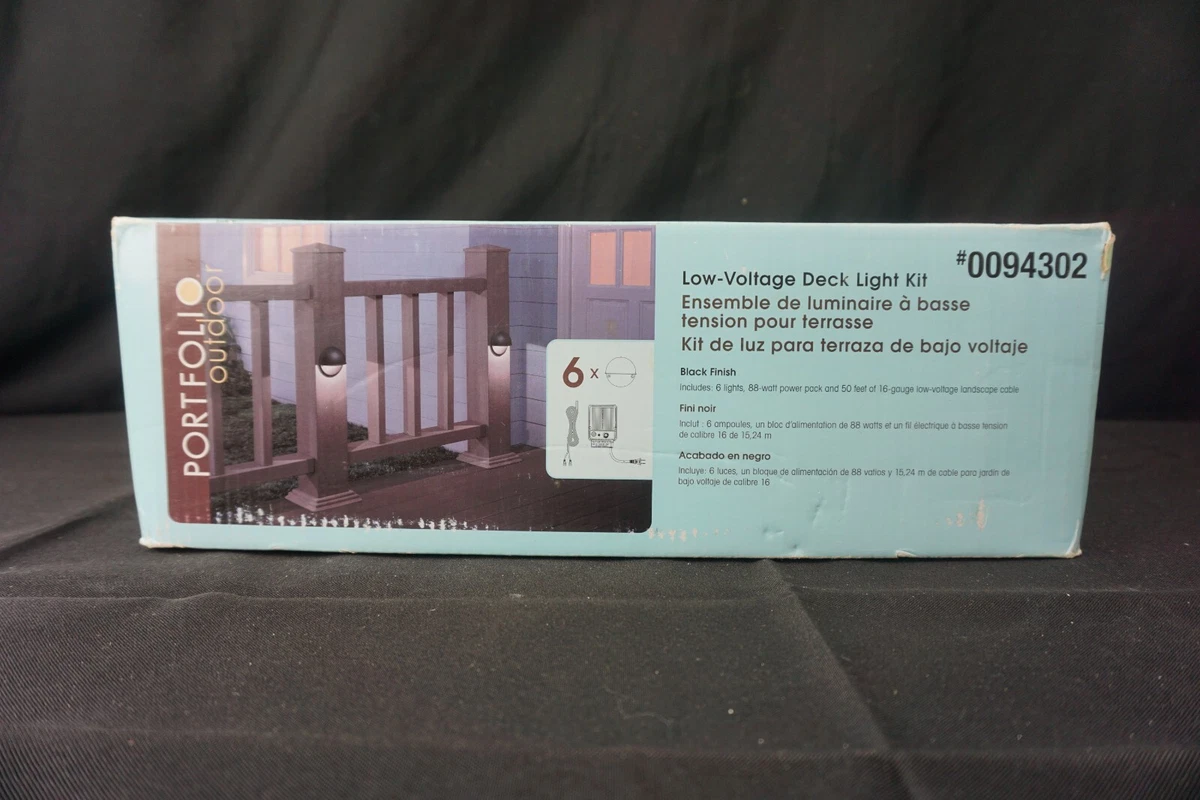 PORTFOLIO
outdoor
6 x
#0094302
Low-Voltage Deck Light Kit
Ensemble de luminaire à basse
tension pour terrasse
Kit de luz para terraza de bajo voltaje
Black Finish
Includes: 6 lights, 88-watt power pack and 50 feet of 16-gauge low-voltage landscape cable
Fini noir
Inclut : 6 ampoules, un bloc d'alimentation de 88 watts et un fil électrique à basse tension
de calibre 16 de 15,24 m
Acabado en negro
Incluye: 6 luces, un bloque de alimentación de 88 vatios y 15,24 m de cable para jardín de
bajo voltaje de calibre 16